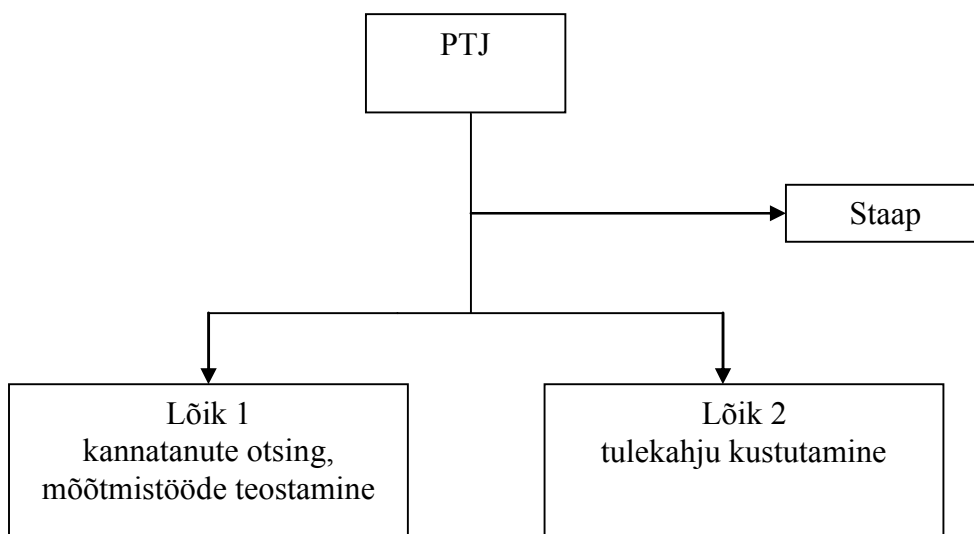 PTJ
Staap
Lõik 1
kannatanute otsing,
mõõtmistööde teostamine
Lõik 2
tulekahju kustutamine